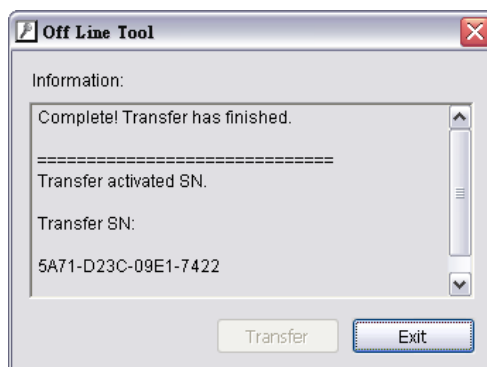 Off Line Tool
Information:
Complete! Transfer has finished.
==============================
Transfer activated SN.
Transfer SN:
5A71-D23C-09E1-7422
Transfer
Exit